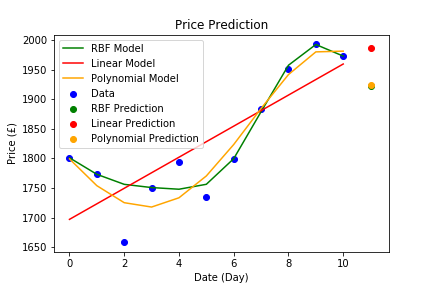 Price Prediction
2000
1950
1900
1850
1800
1750
1700
1650
Price (£)
RBF Model
Linear Model
Polynomial Model
Data
RBF Prediction
Linear Prediction
Polynomial Prediction
0 2 4 6 8 10
Date (Day)